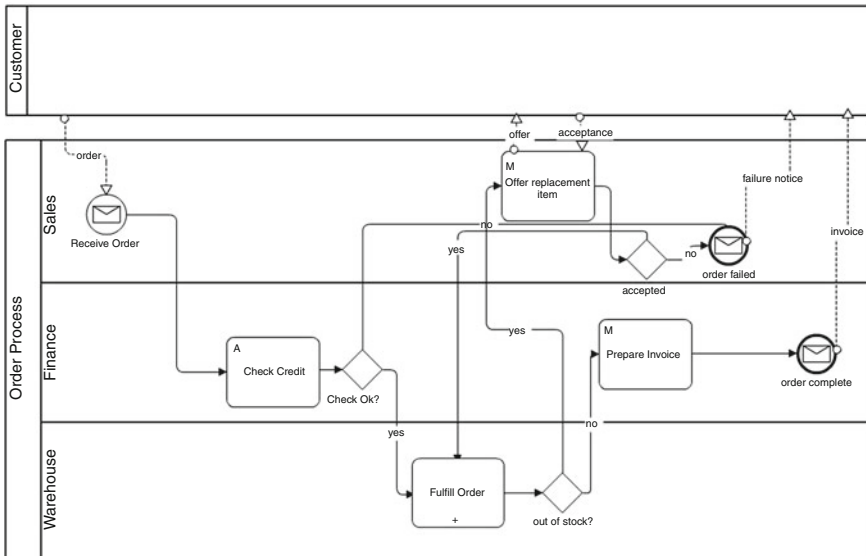 Customer
offer
acceptance
order
M
Offer replacement
item
failure notice
Sales
Receive Order
no
yes
no
invoice
order failed
accepted
Order Process
Finance
A
Check Credit
Check Ok?
yes
M
Prepare Invoice
order complete
yes
no
Warehouse
Fulfill Order
+
out of stock?